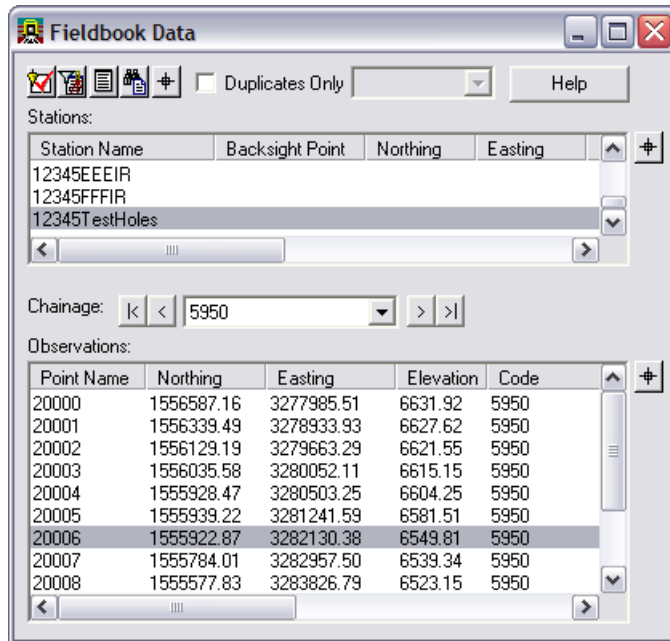 Fieldbook Data
Duplicates Only Help
Stations:
Station Name Backsight Point Northing Easting
12345EEEIR
12345FFFIR
12345TestHoles
Chainage: |< < 5950 > >|
Observations:
Point Name Northing Easting Elevation Code
20000 1556587.16 3277985.51 6631.92 5950
20001 1556339.49 3278933.93 6627.62 5950
20002 1556129.19 3279663.29 6621.55 5950
20003 1556035.58 3280052.11 6615.15 5950
20004 1555928.47 3280503.25 6604.25 5950
20005 1555939.22 3281241.59 6581.51 5950
20006 1555922.87 3282130.38 6549.81 5950
20007 1555784.01 3282957.50 6539.34 5950
20008 1555577.83 3283826.79 6523.15 5950